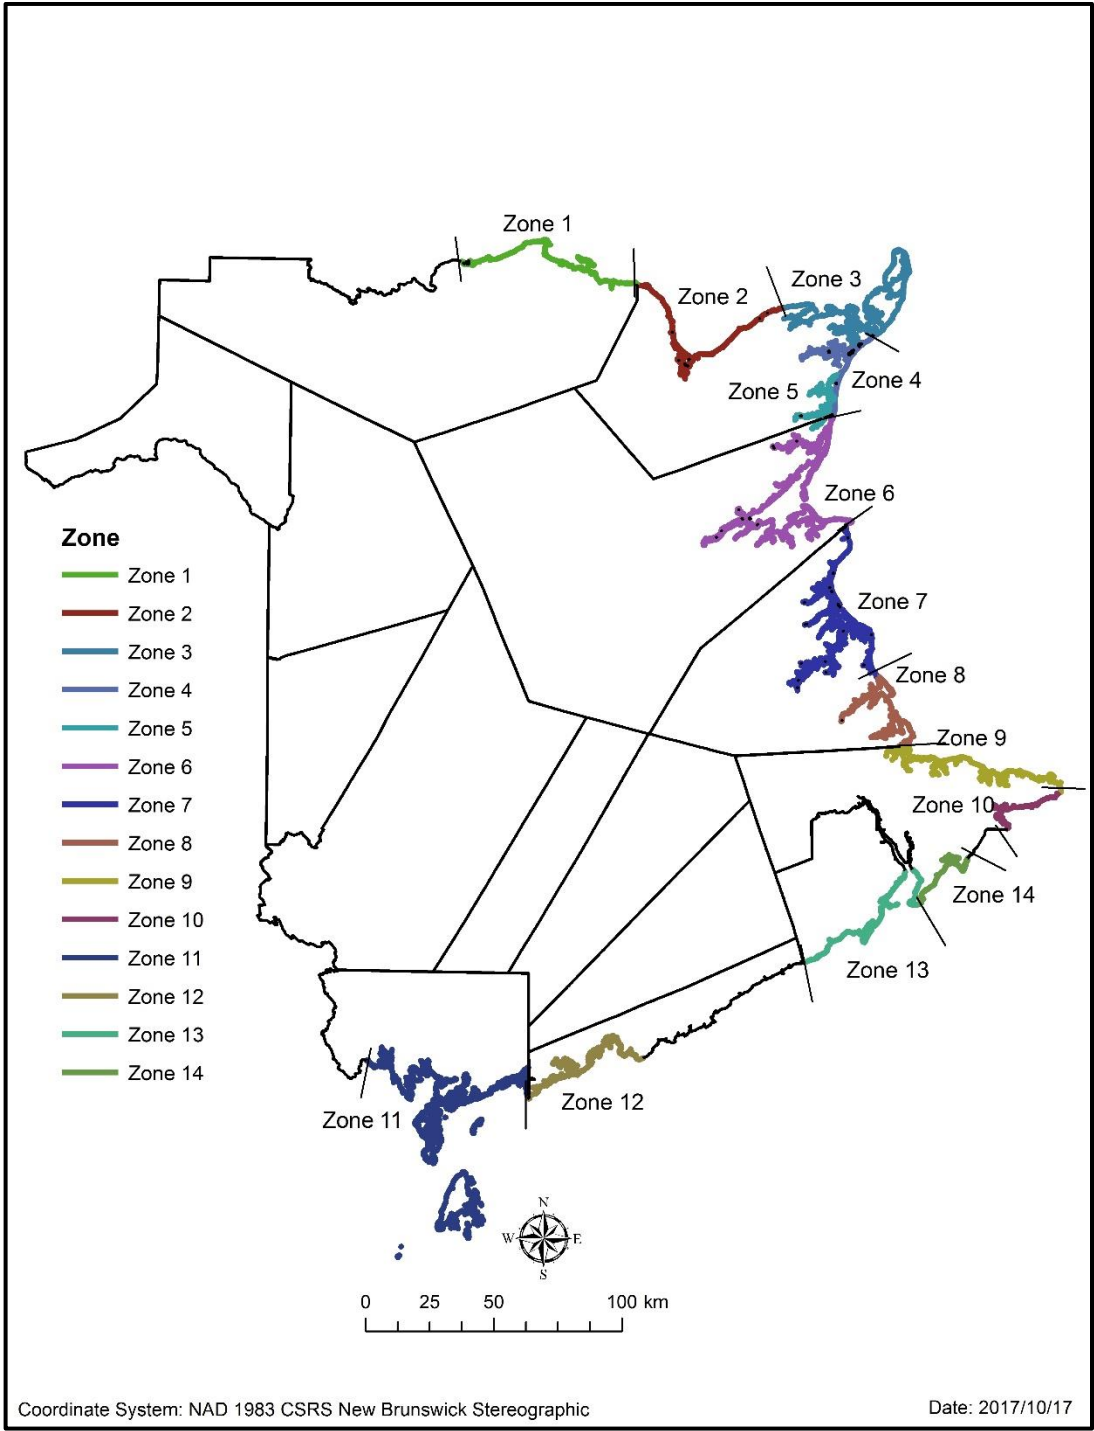 Zone 1
Zone 2
Zone 3
Zone 4
Zone 5
Zone 6
Zone 7
Zone 8
Zone 9
Zone 10
Zone 14
Zone 13
Zone 12
Zone 11
Zone
Zone 1
Zone 2
Zone 3
Zone 4
Zone 5
Zone 6
Zone 7
Zone 8
Zone 9
Zone 10
Zone 11
Zone 12
Zone 13
Zone 14
N
W E
S
0 25 50 100 km
Coordinate System: NAD 1983 CSRS New Brunswick Stereographic
Date: 2017/10/17